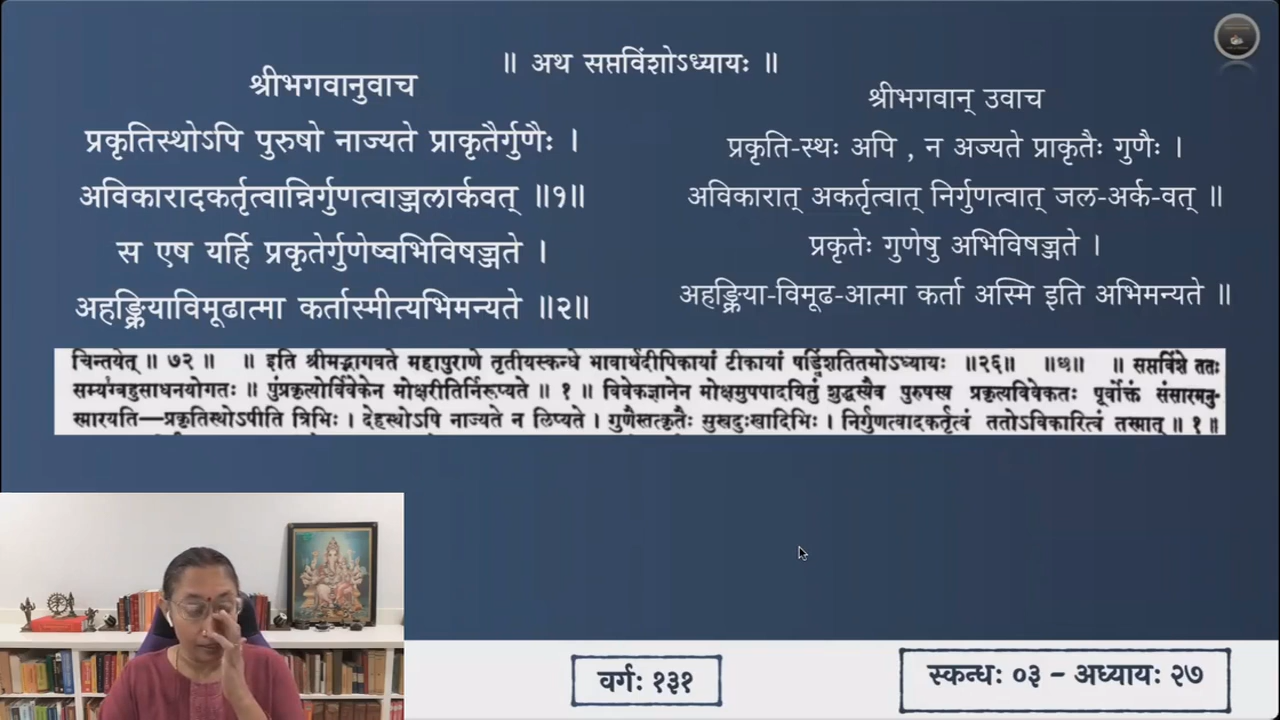 ॥ अथ सप्तविंशोऽध्यायः ॥
श्रीभगवानुवाच
प्रकृतिस्थोऽपि पुरुषो नाज्यते प्राकृतैर्गुणैः ।
अविकारादकर्तृत्वान्निर्गुणत्वाज्जलार्कवत् ॥१॥
स एष यर्हि प्रकृतेर्गुणेष्वभिविषज्जते ।
अहङ्क्रियाविमूढात्मा कर्तास्मीत्यभिमन्यते ॥२॥
श्रीभगवान् उवाच
प्रकृति-स्थः अपि , न अज्यते प्राकृतैः गुणैः ।
अविकारात् अकर्तृत्वात् निर्गुणत्वात् जल-अर्क-वत् ॥
प्रकृतेः गुणेषु अभिविषज्जते ।
अहङ्क्रिया-विमूढ-आत्मा कर्ता अस्मि इति अभिमन्यते ॥
चिन्तयेत् ॥ ७२ ॥ ॥ इति श्रीमद्भागवते महापुराणे तृतीयस्कन्धे भावार्थदीपिकायां टीकायां षड्विंशतितमोऽध्यायः ॥२६॥ ॥छ॥ ॥ सप्तविंशे ततः
सम्यग्बहुसाधनयोगतः ॥ पुंप्रकृत्योर्विवेकेन मोक्षरीतिर्निरूप्यते ॥ १ ॥ विवेकज्ञानेन मोक्षमुपपादयितुं शुद्धस्यैव पुरुषस्य प्रकृत्यविवेकतः पूर्वोक्तं संसारमनु-
स्मारयति—प्रकृतिस्थोऽपीति त्रिभिः । देहस्थोऽपि नाज्यते न लिप्यते । गुणैस्तत्कृतैः सुखदुःखादिभिः । निर्गुणत्वादकर्तृत्वं ततोऽविकारित्वं तस्मात् ॥ १ ॥
वर्गः १३१
स्कन्धः ०३ – अध्यायः २७